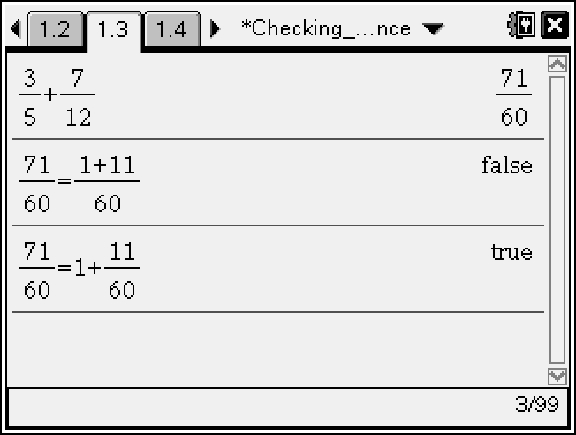 1.2 1.3 1.4 *Checking_...nce
3/5+7/12 71/60
71/60=1+11/60 false
71/60=1+11/60 true
3/99